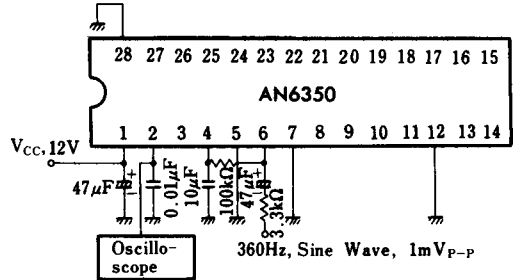 28 27 26 25 24 23 22 21 20 19 18 17 16 15
AN6350
1 2 3 4 5 6 7 8 9 10 11 12 13 14
VCC, 12V
47μF
+
−
0.01μF
10μF
100kΩ
47μF
+
−
3.3kΩ
Oscillo-
scope
360Hz, Sine Wave, 1mVP-P